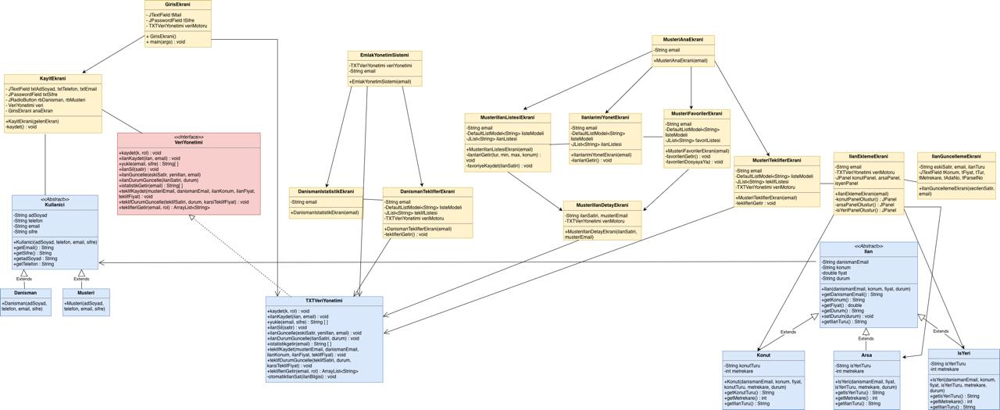 GirisEkrani
- JTextField tMail
- JPasswordField tSifre
- TXTVeriYonetimi veriMotoru
+ GirisEkrani()
+ main(args) : void
KayitEkrani
- JTextField txtAdSoyad, txtTelefon, txtEmail
- JPasswordField txtSifre
- JRadioButton rbDanisman, rbMusteri
- VeriYonetimi veri
- GirisEkrani anaEkran
+KayitEkrani(gelenEkran)
-kaydet() : void
<<Interface>>
VeriYonetimi
+kaydet(k, rol) : void
+ilanKaydet(ilan, email) : void
+yukle(email, sifre) : String[ ]
+ilanSil(satir) : void
+ilanGuncelle(eskiSatir, yeniIlan, email)
+ilanDurumGuncelle(ilanSatiri, durum)
+istatistikGetir(email) : String[ ]
+teklifKaydet(musteriEmail, danismanEmail, ilanKonum, ilanFiyat,
teklifFiyat) : void
+teklifDurumGuncelle(teklifSatiri, durum, karsiTeklifFiyat) : void
+teklifleriGetir(email, rol) : ArrayList<String>
<<Abstract>>
Kullanici
-String adSoyad
-String telefon
-String email
-String sifre
+Kullanici(adSoyad, telefon, email, sifre)
+getEmail() : String
+getSifre() : String
+getadSoyad : String
+getTelefon : String
Extends
Extends
Danisman
+Danisman(adSoyad,
telefon, email, sifre)
Musteri
+Musteri(adSoyad,
telefon, email, sifre)
EmlakYonetimSistemi
-TXTVeriYonetimi veriYonetimi
-String email
+EmlakYonetimSistemi(email)
DanismanIstatistikEkrani
-String email
+DanismanIstatistikEkrani(email)
DanismanTekliflerEkrani
-String email
-DefaultListModel<String> listeModeli
-JList<String> teklifListesi
-TXTVeriYonetimi veriMotoru
+DanismanTekliflerEkrani(email)
-teklifleriGetir() : void
TXTVeriYonetimi
+kaydet(k, rol) : void
+ilanKaydet(ilan, email) : void
+yukle(email, sifre) : String [ ]
+ilanSil(satir) : void
+ilanGuncelle(eskiSatir, yeniIlan, email) : void
+ilanDurumGuncelle(ilanSatiri, durum) : void
+istatistikgetir(email) : String [ ]
+teklifKaydet(musteriEmail, danismanEmail,
ilanKonum, ilanFiyat, teklifFiyat) : void
+teklifDurumGuncelle(teklifSatiri, durum,
karsiTeklifFiyat) : void
+teklifleriGetir(email, rol) : ArrayList<String>
-otomatikIlanSat(ilanBilgisi) : void
MusteriAnaEkrani
-String email
+MusteriAnaEkrani(email)
MusterillanListesiEkrani
-String email
-DefaultListModel<String> listeModeli
-JList<String> ilanListesi
+MusterillanListesiEkrani(email)
-ilanlariGetir(tur, min, max, konum) :
void
-favoriyeKaydet(ilanSatiri) : void
IlanlarimiYonetEkrani
-String email
-DefaultListModel<String>
listeModeli
-JList<String> ilanListesi
+IlanlarimiYonetEkrani(email)
-ilanlariGetir() : void
MusteriFavorilerEkrani
-String email
-DefaultListModel<String>
listeModeli
-JList<String> favoriListesi
+MusteriFavorilerEkrani(email)
-favorileriGetir() : void
-favorileriDosyayaYaz : void
MusteriTekliflerEkrani
-String email
-DefaultListModel<String> listeModeli
-JList<String> teklifListesi
-TXTVeriYonetimi veriMotoru
+MusteriTeklifleriEkrani(email)
-teklifleriGetir : void
MusterillanDetayEkrani
-String ilanSatiri, musteriEmail
-TXTVeriYonetimi veriMotoru
+MusterillanDetayEkrani(ilanSatiri,
musteriEmail)
IlanEklemeEkrani
-String email
-TXTVeriYonetimi veriMotoru
-JPanel konutPanel, arsaPanel,
isyeriPanel
+IlanEklemeEkrani(email)
-konutPanelOlustur() : JPanel
-arsaPanelOlustur() : JPanel
-isYeriPanelOlustur() : JPanel
IlanGuncellemeEkrani
-String eskiSatir, email, ilanTuru
-JTextField tKonum, tFiyat, tTur,
tMetrekare, tAdaNo, tParselNo
+IlanGuncellemeEkrani(secilenSatir,
email)
<<Abstract>>
Ilan
-String danismanEmail
-String konum
-double fiyat
-String durum
+Ilan(danismanEmail, konum, fiyat, durum)
+getDanismanEmail() : String
+getKonum() : String
+getFiyat() : double
+getDurum() : String
+setDurum(durum) : void
+getIlanTuru() : String
Extends
Extends
Extends
Konut
-String konutTuru
-int metrekare
+Konut(danismanEmail, konum, fiyat,
konutTuru, metrekare, durum)
+getKonutTuru() : String
+getMetrekare() : int
+getIlanTuru() : String
Arsa
-String isYeriTuru
-int metrekare
+IsYeri(danismanEmail, konum, fiyat,
isYeriTuru, metrekare, durum)
+getIsYeriTuru() : String
+getMetrekare() : int
+getIlanTuru() : String
IsYeri
-String isYeriTuru
-int metrekare
+IsYeri(danismanEmail, konum,
fiyat, isYeriTuru, metrekare,
durum)
+getIsYeriTuru() : String
+getMetrekare() : int
+getIlanTuru() : String